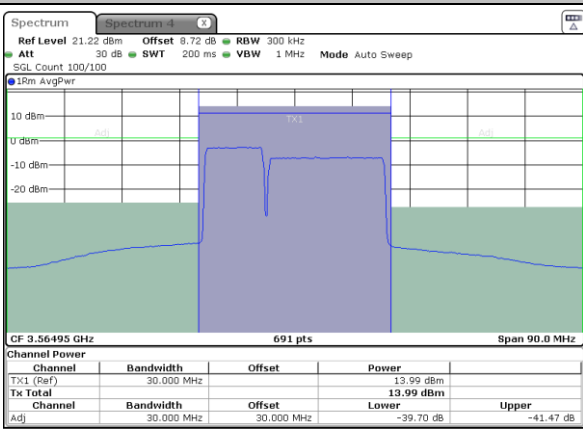 Spectrum Spectrum 4 X
Ref Level 21.22 dBm Offset 8.72 dB RBW 300 kHz
Att 30 dB SWT 200 ms VBW 1 MHz Mode Auto Sweep
SGL Count 100/100
1Rm AvgPwr
10 dBm
TX1
Adj Adj
0 dBm
-10 dBm
-20 dBm
CF 3.56495 GHz 691 pts Span 90.0 MHz
Channel Power
Channel Bandwidth Offset Power
TX1 (Ref) 30.000 MHz 13.99 dBm
Tx Total 13.99 dBm
Channel Bandwidth Offset Lower Upper
Adj 30.000 MHz 30.000 MHz -39.70 dB -41.47 dB